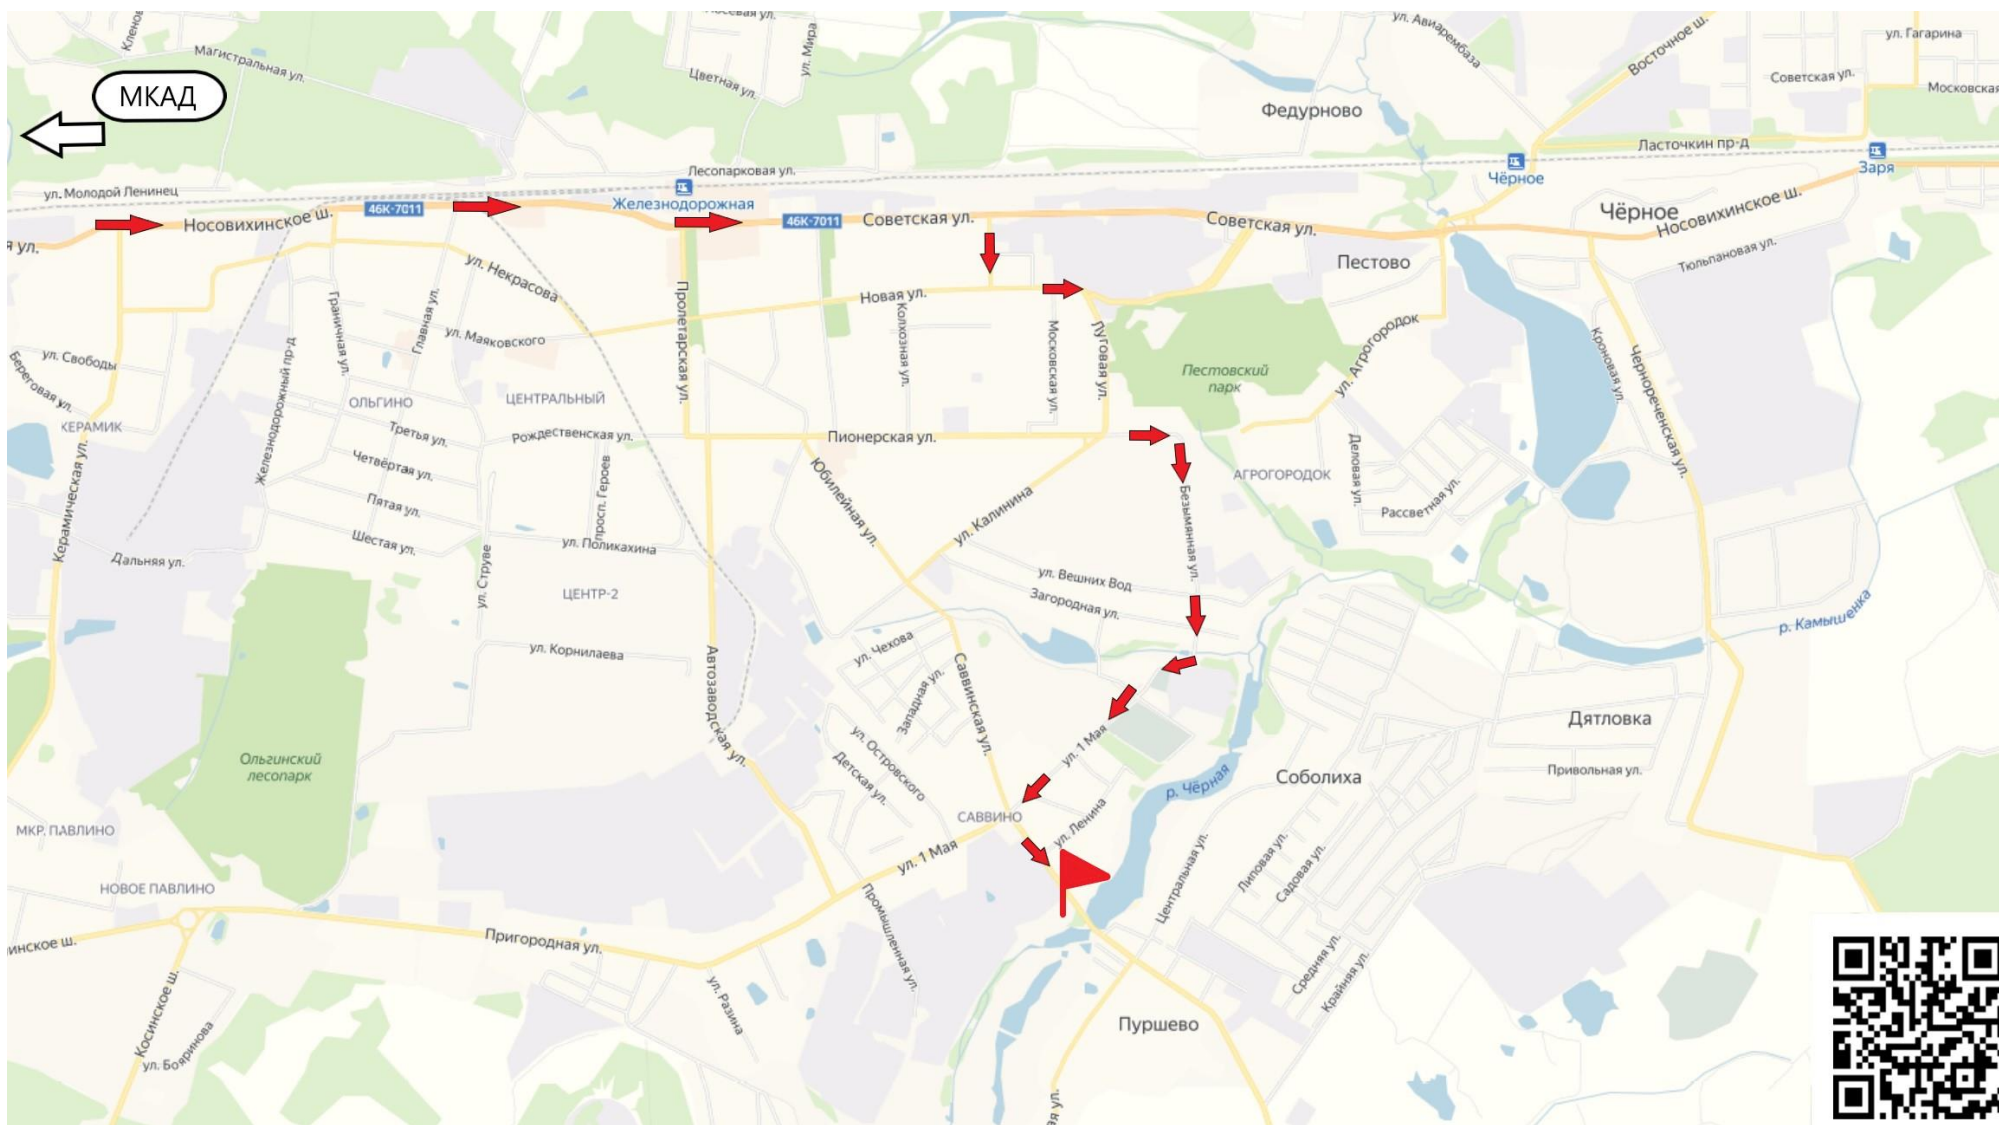 ул. Мира
ул. Авиарембаза
Восточное ш.
ул. Гагарина
Магистральная ул.
Цветная ул.
Советская ул.
МКАД
Федурново
Ласточкин пр-д
Лесопарковая ул.
Чёрное
Заря
ул. Молодой Ленинец
Железнодорожная
Носовихинское ш.
46К-7011
46К-7011
Советская ул.
Советская ул.
Чёрное
Носовихинское ш.
ул. Некрасова
Пестово
Тюльпановая ул.
Новая ул.
Граничная ул.
Главная ул.
ул. Маяковского
Пролетарская ул.
Колхозная ул.
Московская ул.
Луговая ул.
ул. Агрогородок
Кроновая ул.
Чернореченская ул.
ул. Свободы
Береговая ул.
Железнодорожный пр-д
Пестовский
парк
ОЛЬГИНО
ЦЕНТРАЛЬНЫЙ
КЕРАМИК
Третья ул.
Рождественская ул.
Пионерская ул.
Четвёртая ул.
Керамическая ул.
просп. Героев
Юбилейная ул.
АГРОГОРОДОК
Деловая ул.
Пятая ул.
ул. Калинина
Безымянная ул.
Рассветная ул.
Шестая ул.
ул. Поликахина
Дальняя ул.
ул. Струве
ЦЕНТР-2
ул. Вешних Вод
Загородная ул.
р. Камышенка
ул. Корнилаева
ул. Чехова
Автозаводская ул.
Западная ул.
Саввинская ул.
Дятловка
Ольгинский
лесопарк
ул. Островского
ул. 1 Мая
Детская ул.
р. Чёрная
Соболиха
Привольная ул.
САВВИНО
МКР. ПАВЛИНО
ул. Ленина
ул. 1 Мая
Центральная ул.
Липовая ул.
Садовая ул.
НОВОЕ ПАВЛИНО
Промышленная ул.
Пригородная ул.
Средняя ул.
Крайняя ул.
Косинское ш.
ул. Разина
Пуршево
ул. Бояринова